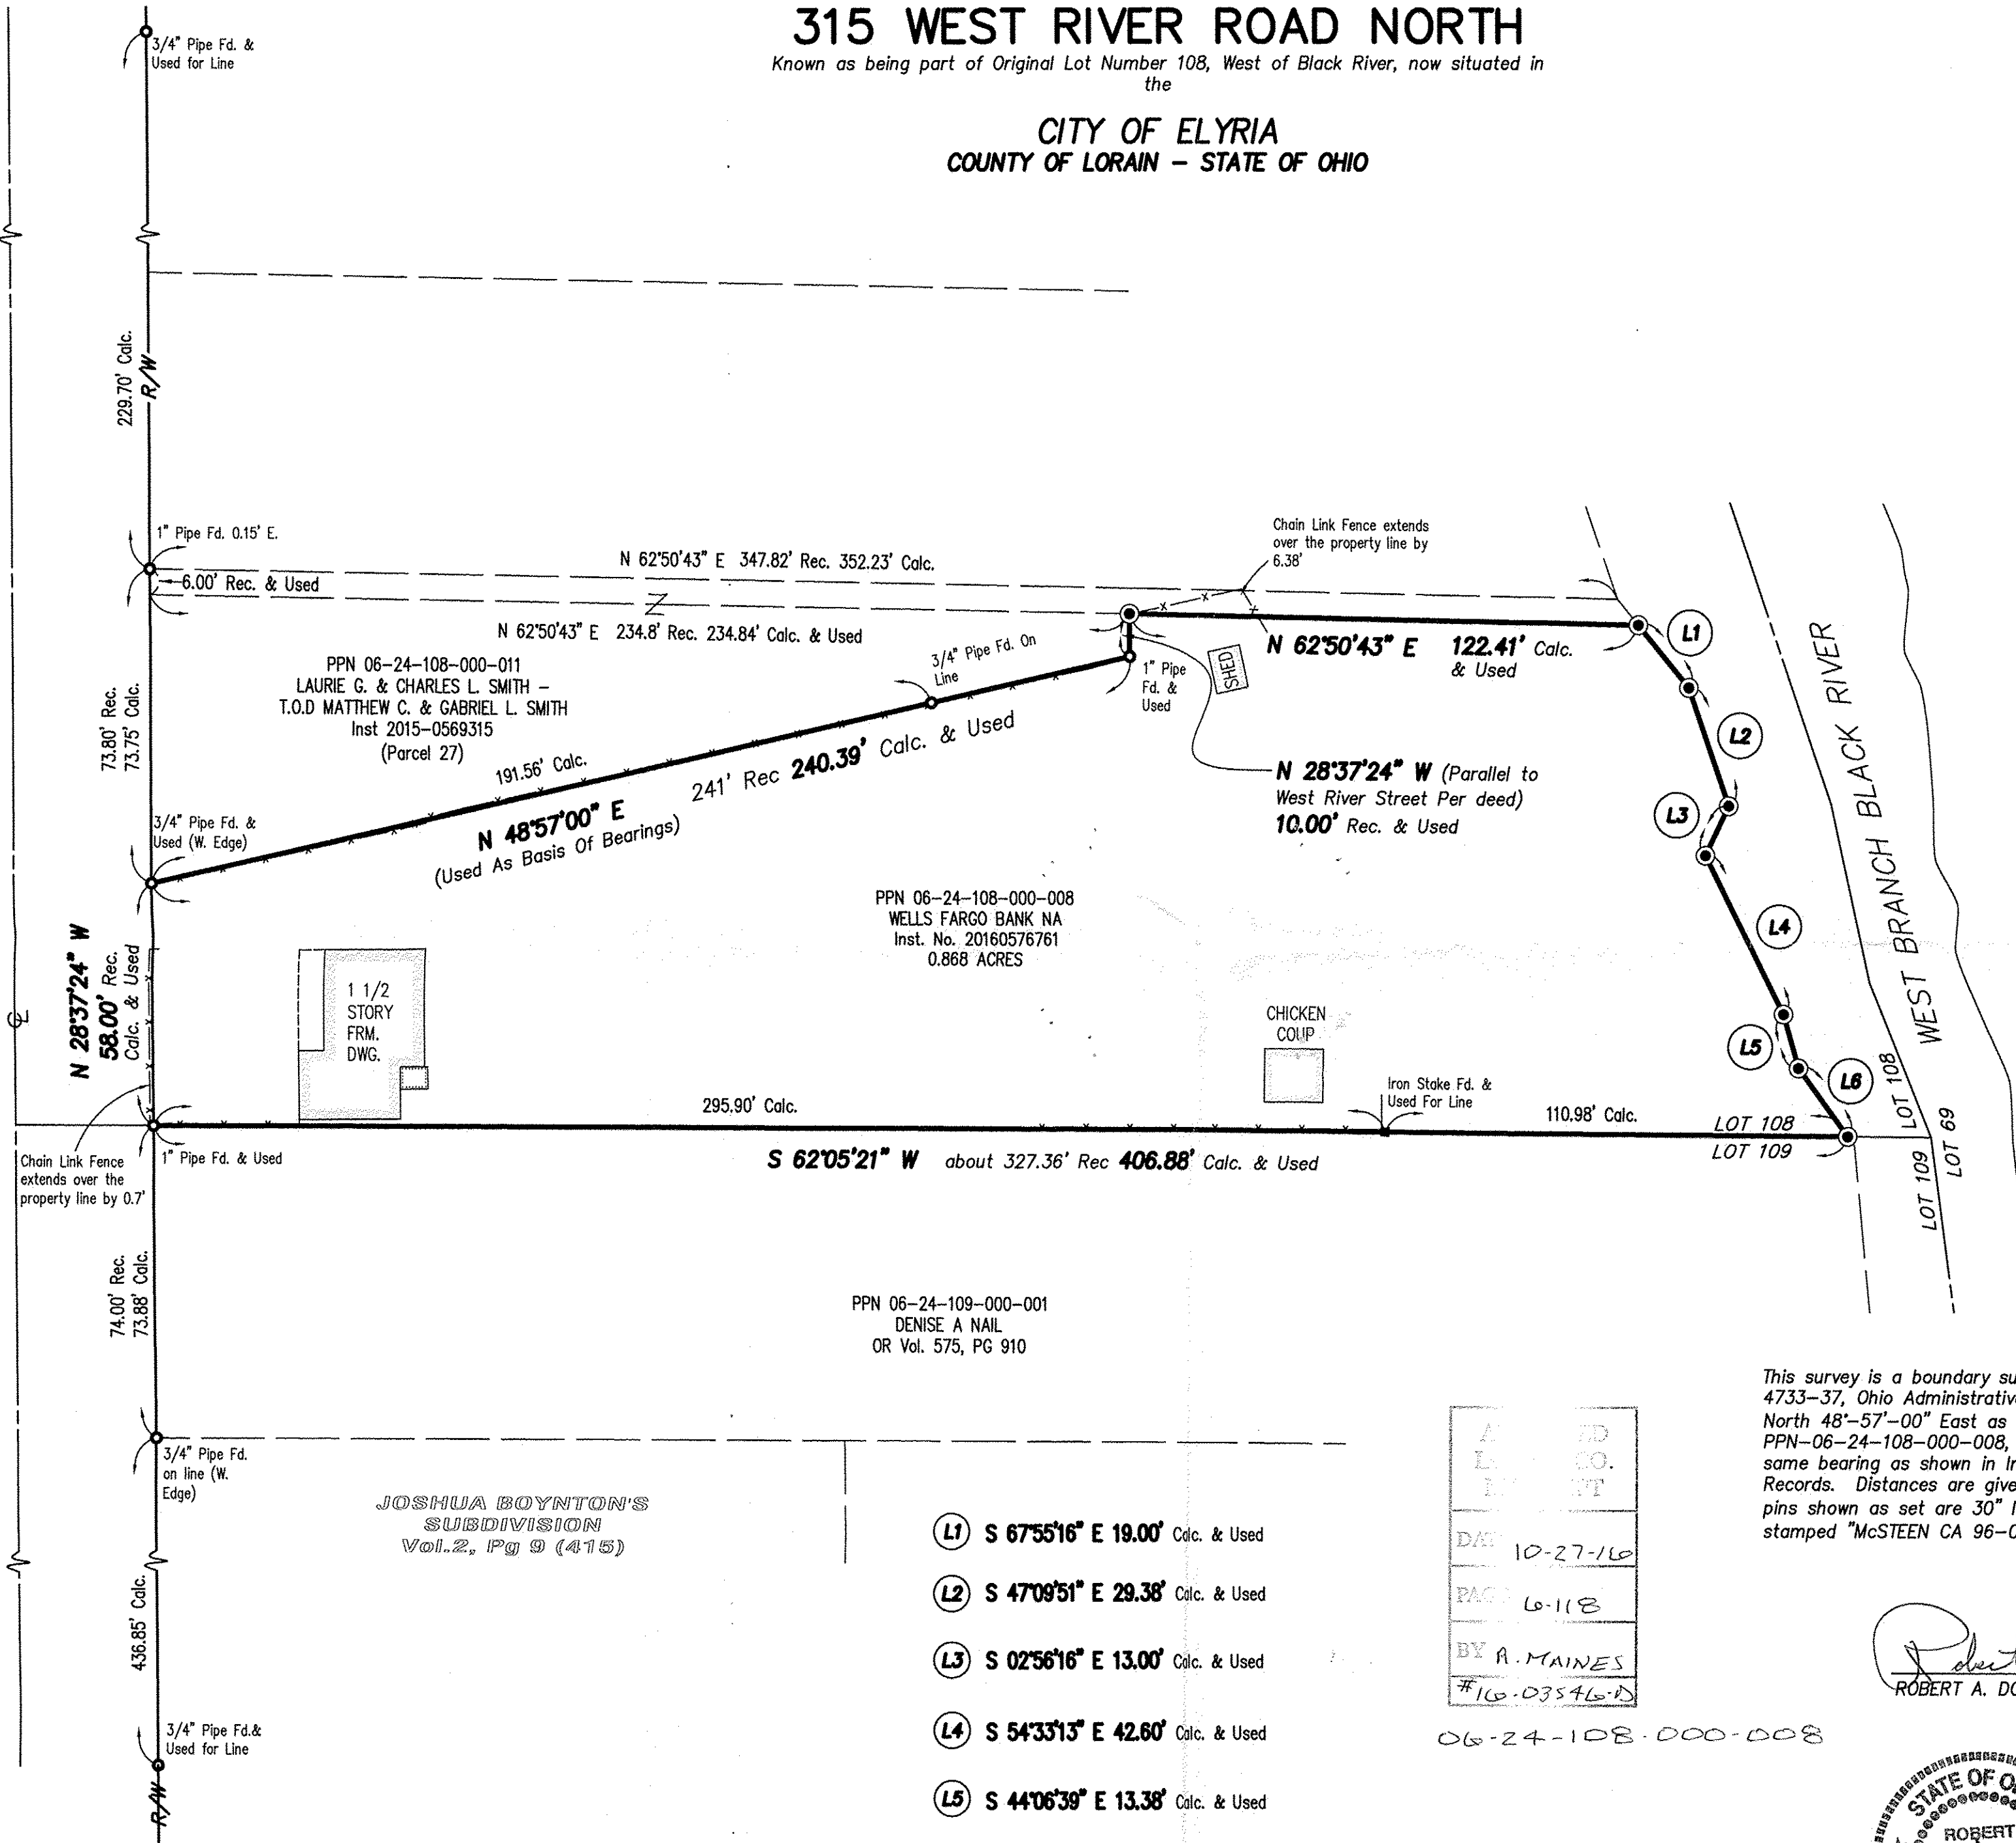 315 WEST RIVER ROAD NORTH
Known as being part of Original Lot Number 108, West of Black River, now situated in
the
CITY OF ELYRIA
COUNTY OF LORAIN – STATE OF OHIO
3/4" Pipe Fd. &
Used for Line
229.70' Calc.
R/W
1" Pipe Fd. 0.15' E.
6.00' Rec. & Used
N 62°50'43" E 347.82' Rec. 352.23' Calc.
Z
N 62°50'43" E 234.8' Rec. 234.84' Calc. & Used
Chain Link Fence extends
over the property line by
6.38'
PPN 06-24-108-000-011
LAURIE G. & CHARLES L. SMITH –
T.O.D MATTHEW C. & GABRIEL L. SMITH
Inst 2015-0569315
(Parcel 27)
73.80' Rec.
73.75' Calc.
3/4" Pipe Fd. On
Line
1" Pipe
Fd. &
Used
SHED
N 62°50'43" E 122.41' Calc.
& Used
L1
L2
L3
L4
L5
L6
191.56' Calc.
241' Rec 240.39' Calc. & Used
N 48°57'00" E
(Used As Basis Of Bearings)
N 28°37'24" W (Parallel to
West River Street Per deed)
10.00' Rec. & Used
3/4" Pipe Fd. &
Used (W. Edge)
WEST BRANCH BLACK RIVER
PPN 06-24-108-000-008
WELLS FARGO BANK NA
Inst. No. 20160576761
0.868 ACRES
N 28°37'24" W
58.00' Rec.
Calc. & Used
1 1/2
STORY
FRM.
DWG.
CHICKEN
COUP
Iron Stake Fd. &
Used For Line
295.90' Calc.
110.98' Calc.
LOT 108
LOT 109
LOT 108
LOT 109
LOT 69
1" Pipe Fd. & Used
Chain Link Fence
extends over the
property line by 0.7'
S 62°05'21" W about 327.36' Rec 406.88' Calc. & Used
74.00' Rec.
73.88' Calc.
PPN 06-24-109-000-001
DENISE A NAIL
OR Vol. 575, PG 910
3/4" Pipe Fd.
on line (W.
Edge)
JOSHUA BOYNTON'S
SUBDIVISION
Vol.2, Pg 9 (415)
436.85' Calc.
3/4" Pipe Fd.&
Used for Line
R/W
L1 S 67°55'16" E 19.00' Calc. & Used
L2 S 47°09'51" E 29.38' Calc. & Used
L3 S 02°56'16" E 13.00' Calc. & Used
L4 S 54°33'13" E 42.60' Calc. & Used
L5 S 44°06'39" E 13.38' Calc. & Used
CO.
10-27-16
6-118
BY A. MAINES
#16-03546-D
06-24-108-000-008
This survey is a boundary su
4733-37, Ohio Administrativ
North 48°-57'-00" East as
PPN-06-24-108-000-008,
same bearing as shown in In
Records. Distances are give
pins shown as set are 30" I
stamped "McSTEEN CA 96-0
Robert
ROBERT A. DO
STATE OF O
ROBERT